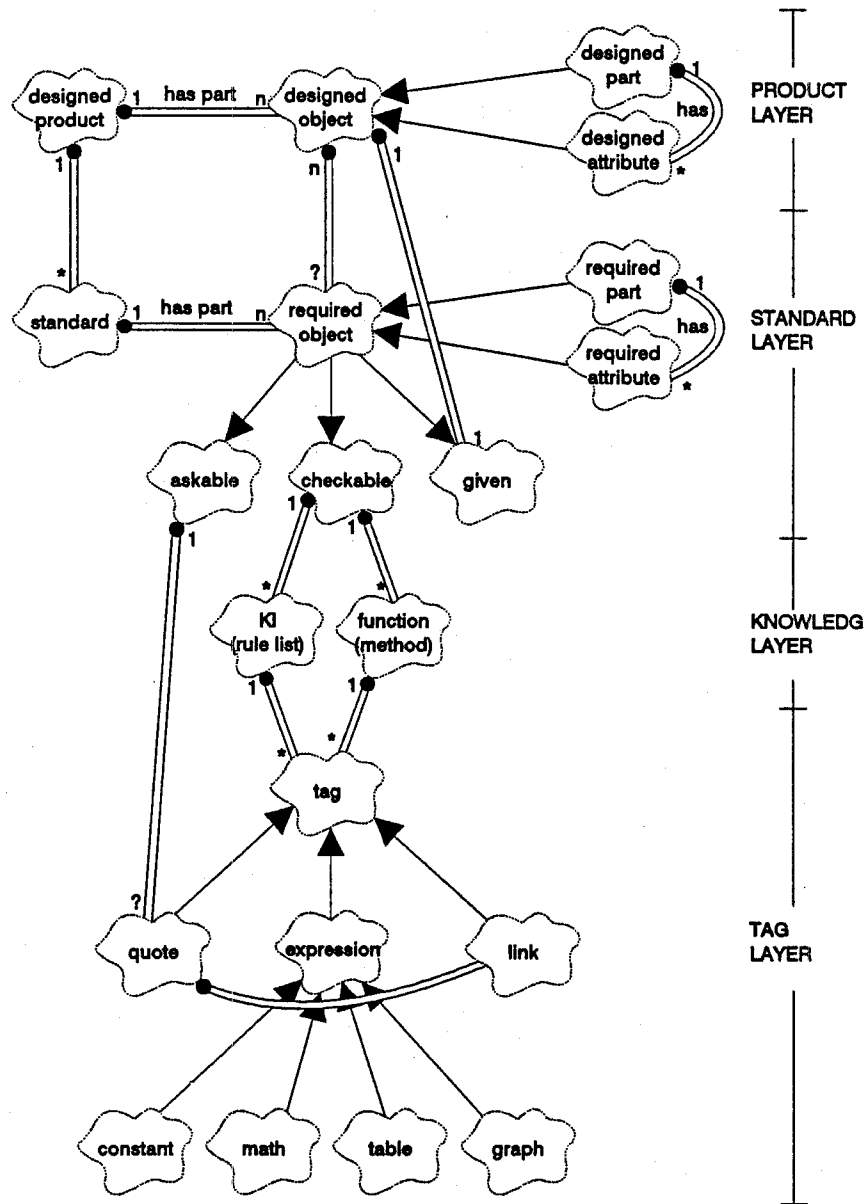 designed
part
1
has
designed
product
1
has part
n
designed
object
PRODUCT
LAYER
designed
attribute
*
1
n
1
*
?
required
part
1
has
standard
1
has part
n
required
object
STANDARD
LAYER
required
attribute
*
askable
checkable
given
1
1
1
1
*
*
KI
(rule list)
function
(method)
KNOWLEDG
LAYER
1
1
*
*
tag
?
quote
expression
link
TAG
LAYER
constant
math
table
graph